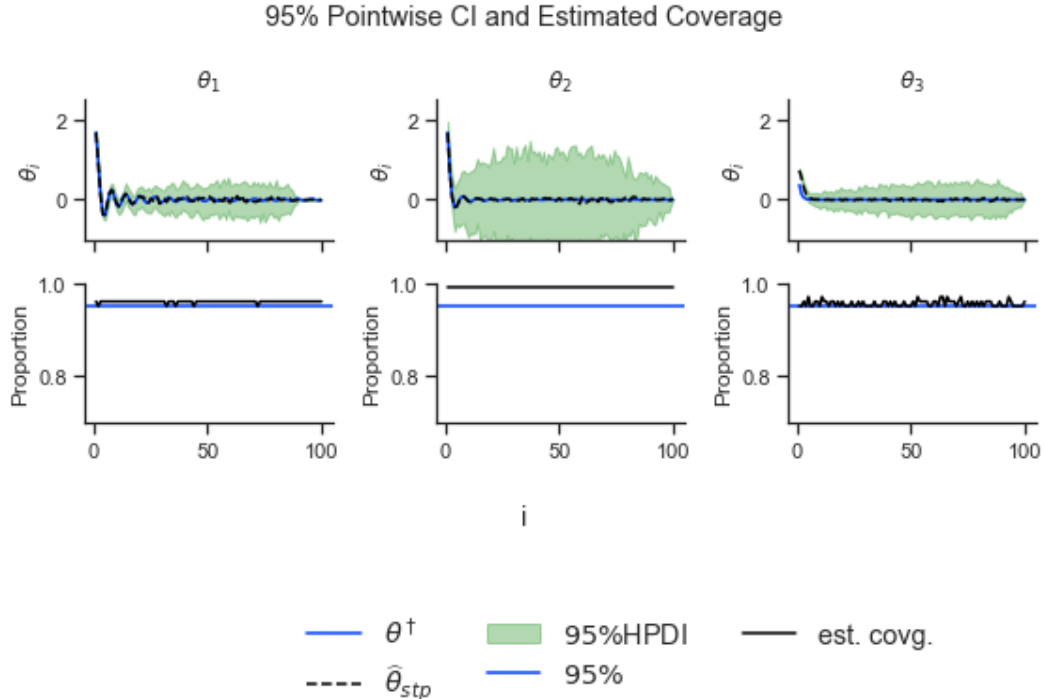 95% Pointwise CI and Estimated Coverage
θ₁ θ₂ θ₃
θᵢ 2 0 θᵢ 2 0 θᵢ 2 0
Proportion 1.0 0.8 Proportion 1.0 0.8 Proportion 1.0 0.8
0 50 100 0 50 100 0 50 100
i
θ† 95%HPDI est. covg.
θ̂stp 95%